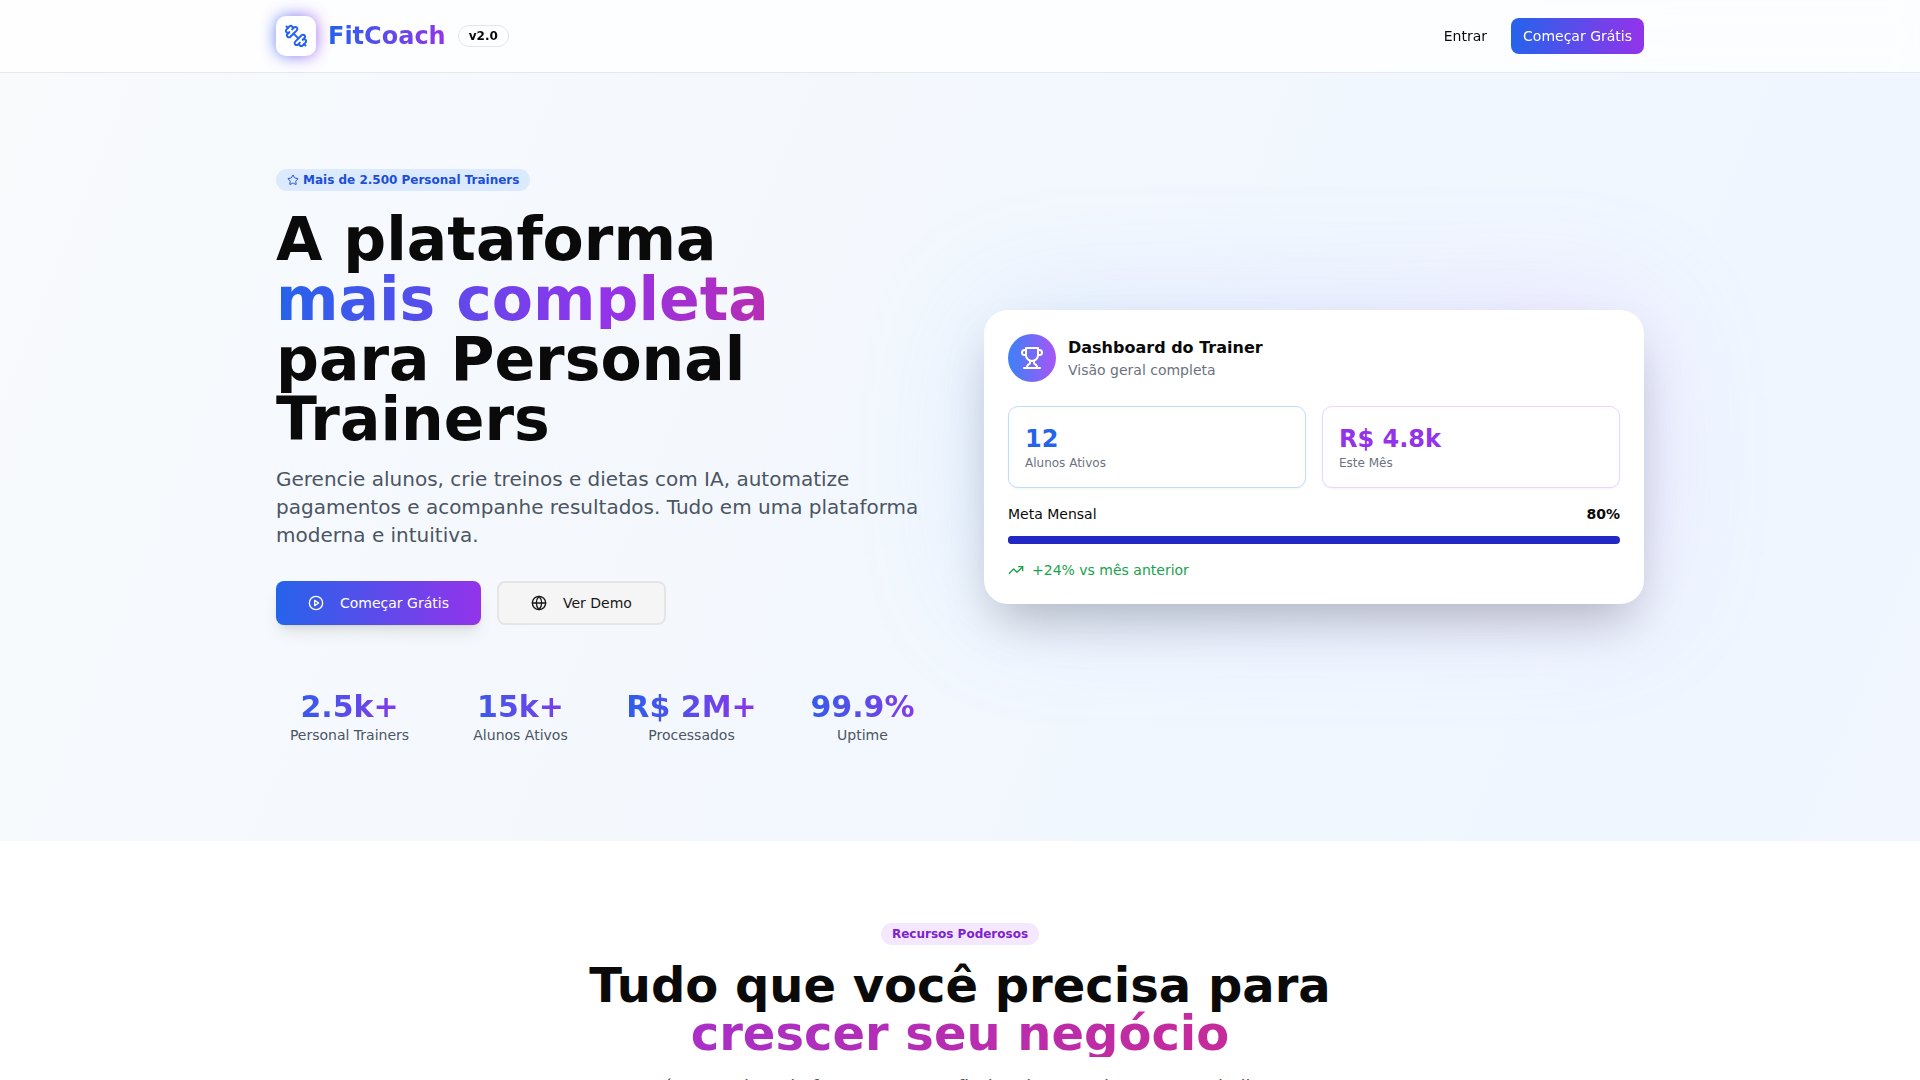 FitCoach
v2.0
Entrar
Começar Grátis
Mais de 2.500 Personal Trainers
A plataforma
mais completa
para Personal
Trainers
Gerencie alunos, crie treinos e dietas com IA, automatize
pagamentos e acompanhe resultados. Tudo em uma plataforma
moderna e intuitiva.
Começar Grátis
Ver Demo
2.5k+
Personal Trainers
15k+
Alunos Ativos
R$ 2M+
Processados
99.9%
Uptime
Dashboard do Trainer
Visão geral completa
12
Alunos Ativos
R$ 4.8k
Este Mês
Meta Mensal
80%
+24% vs mês anterior
Recursos Poderosos
Tudo que você precisa para
crescer seu negócio